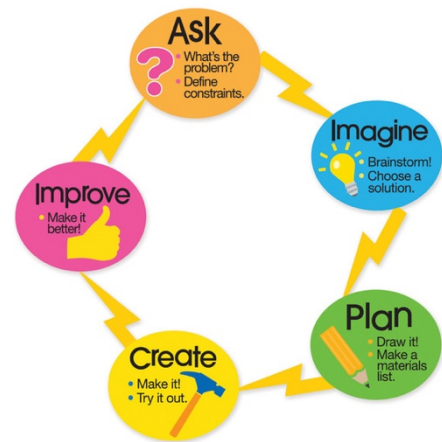 Ask
• What's the
problem?
• Define
constraints.
Imagine
• Brainstorm!
• Choose a
solution.
Plan
• Draw it!
• Make a
materials
list.
Create
• Make it!
• Try it out.
Improve
• Make it
better!